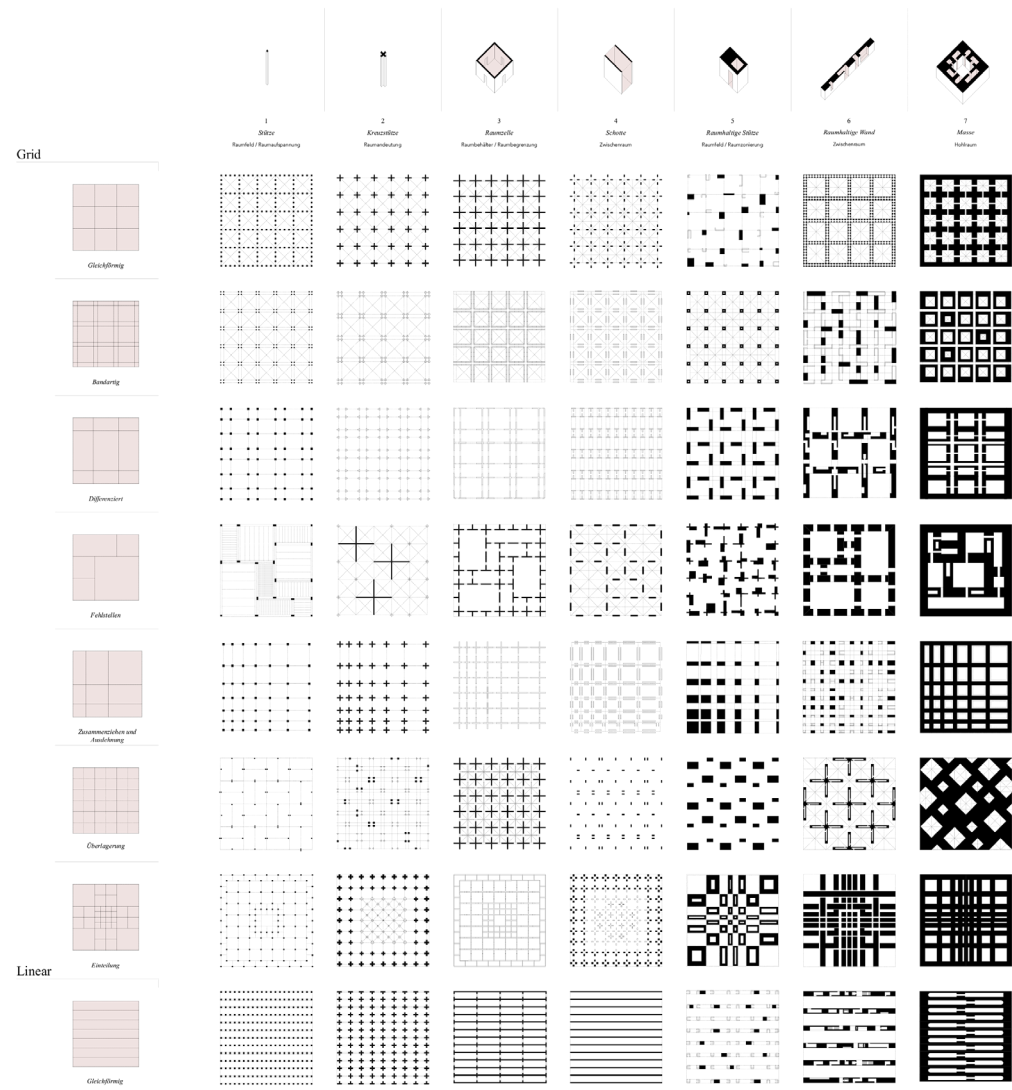 1
Stütze
Raumfeld / Raumaufspannung
2
Kreuzstütze
Raumandeutung
3
Raumzelle
Raumbehälter / Raumbegrenzung
4
Schotte
Zwischenraum
5
Raumhaltige Stütze
Raumfeld / Raumzonierung
6
Raumhaltige Wand
Zwischenraum
7
Masse
Hohlraum
Grid
Gleichförmig
Bandartig
Differenziert
Fehlstellen
Zusammenziehen und
Ausdehnung
Überlagerung
Einteilung
Linear
Gleichförmig